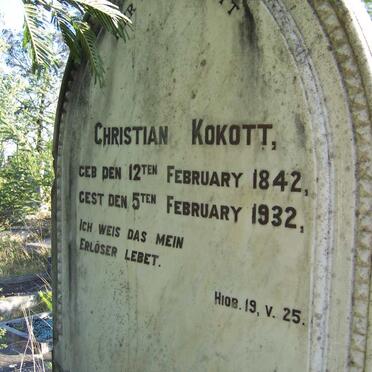 CHRISTIAN KOKOTT,
GEB DEN 12TEN FEBRUARY 1842,
GEST DEN 5TEN FEBRUARY 1932,
ICH WEIS DAS MEIN
ERLÖSER LEBET.
HIOB. 19, V. 25.